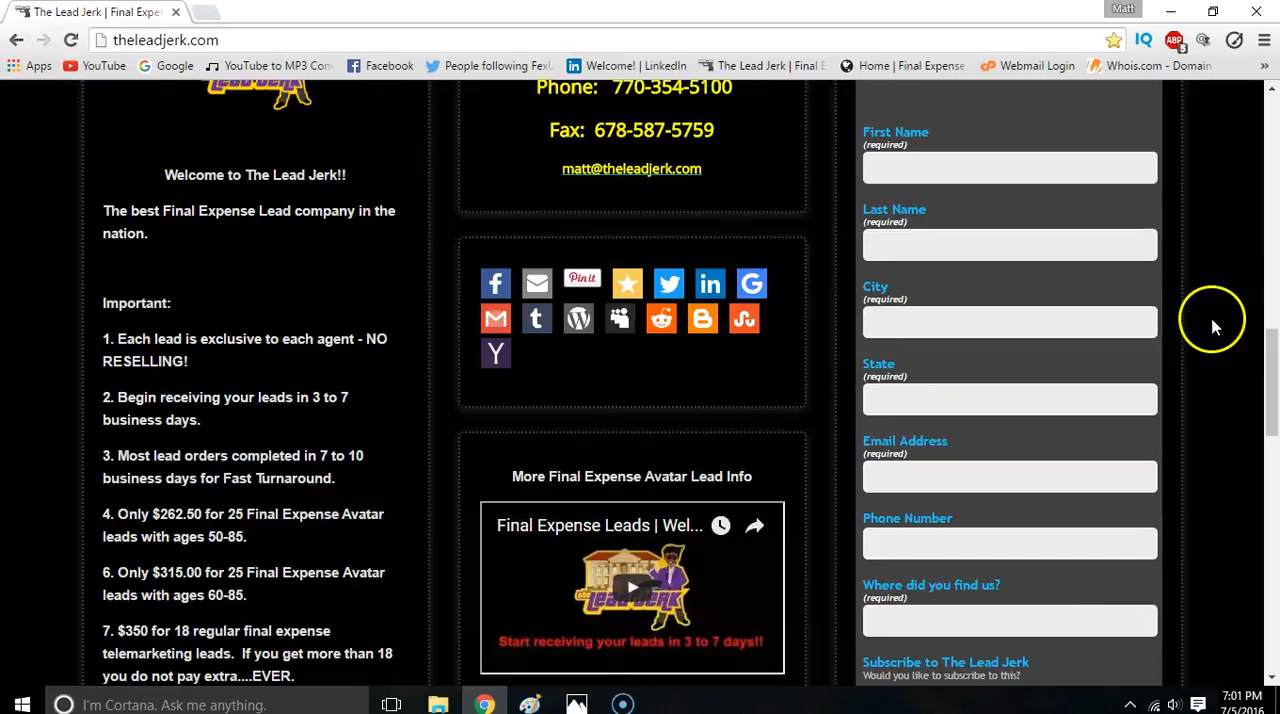 The Lead Jerk | Final Exper
Matt
theleadjerk.com
Apps
YouTube
Google
YouTube to MP3 Con
Facebook
People following FexL
Welcome! | LinkedIn
The Lead Jerk | Final E
Home | Final Expense
Webmail Login
Whois.com - Domain
Welcome to The Lead Jerk!!
The best Final Expense Lead company in the
nation.
Important:
1. Each lead is exclusive to each agent. NO
RESELLING!
2. Begin receiving your leads in 3 to 7
business days.
3. Most lead orders completed in 7 to 10
business days for Fast Turnaround.
4. Only $262.50 for 25 Final Expense Avatar
leads with ages 50-85.
Only $315.00 for 25 Final Expense Avatar
leads with ages 60-85.
7. $350 for 18 regular final expense
telemarketing leads. If you get more than 18
you do not pay extra...EVER.
Phone: 770-354-5100
Fax: 678-587-5759
matt@theleadjerk.com
Pin it
More Final Expense Avatar Lead Info
Final Expense Leads | Wel...
the Lead Jerk
Start receiving your leads in 3 to 7 days!!
First Name
(required)
Last Name
(required)
City
(required)
State
(required)
Email Address
(required)
Phone Number
Where did you find us?
(required)
Subscribe to The Lead Jerk
Would you like to subscribe to this?
I'm Cortana. Ask me anything.
7:01 PM
7/5/2016